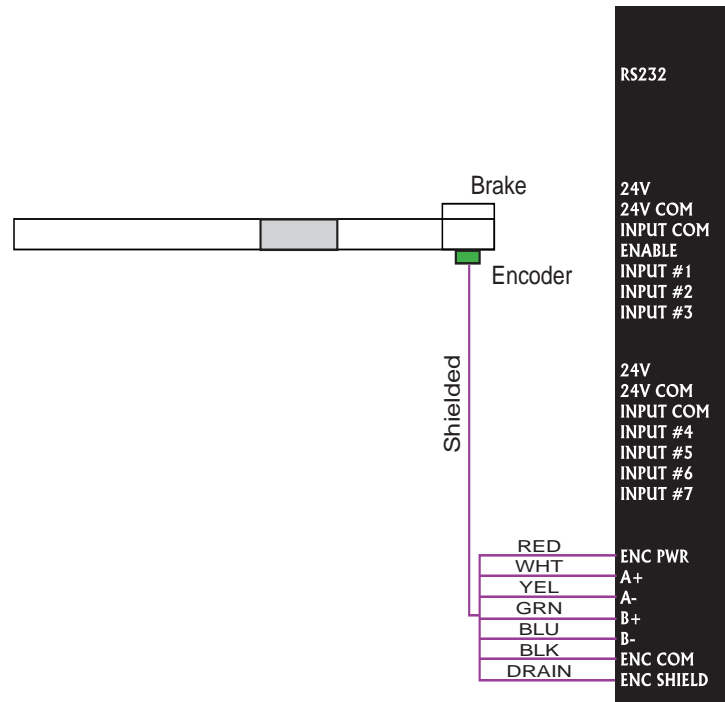 RS232
Brake
24V
24V COM
INPUT COM
ENABLE
INPUT #1
INPUT #2
INPUT #3
Encoder
Shielded
24V
24V COM
INPUT COM
INPUT #4
INPUT #5
INPUT #6
INPUT #7
RED ENC PWR
WHT A+
YEL A-
GRN B+
BLU B-
BLK ENC COM
DRAIN ENC SHIELD